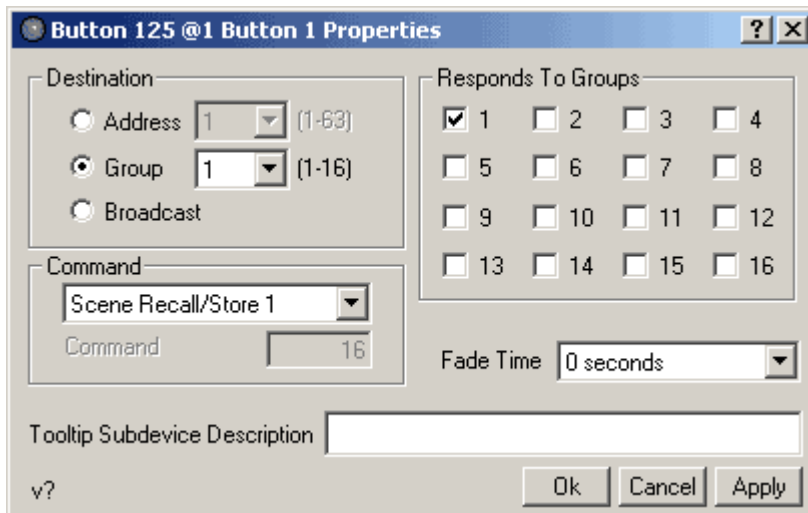 Button 125 @1 Button 1 Properties
Destination
Address 1 (1-63)
Group 1 (1-16)
Broadcast
Responds To Groups
1 2 3 4
5 6 7 8
9 10 11 12
13 14 15 16
Command
Scene Recall/Store 1
Command 16
Fade Time 0 seconds
Tooltip Subdevice Description
v?
Ok Cancel Apply